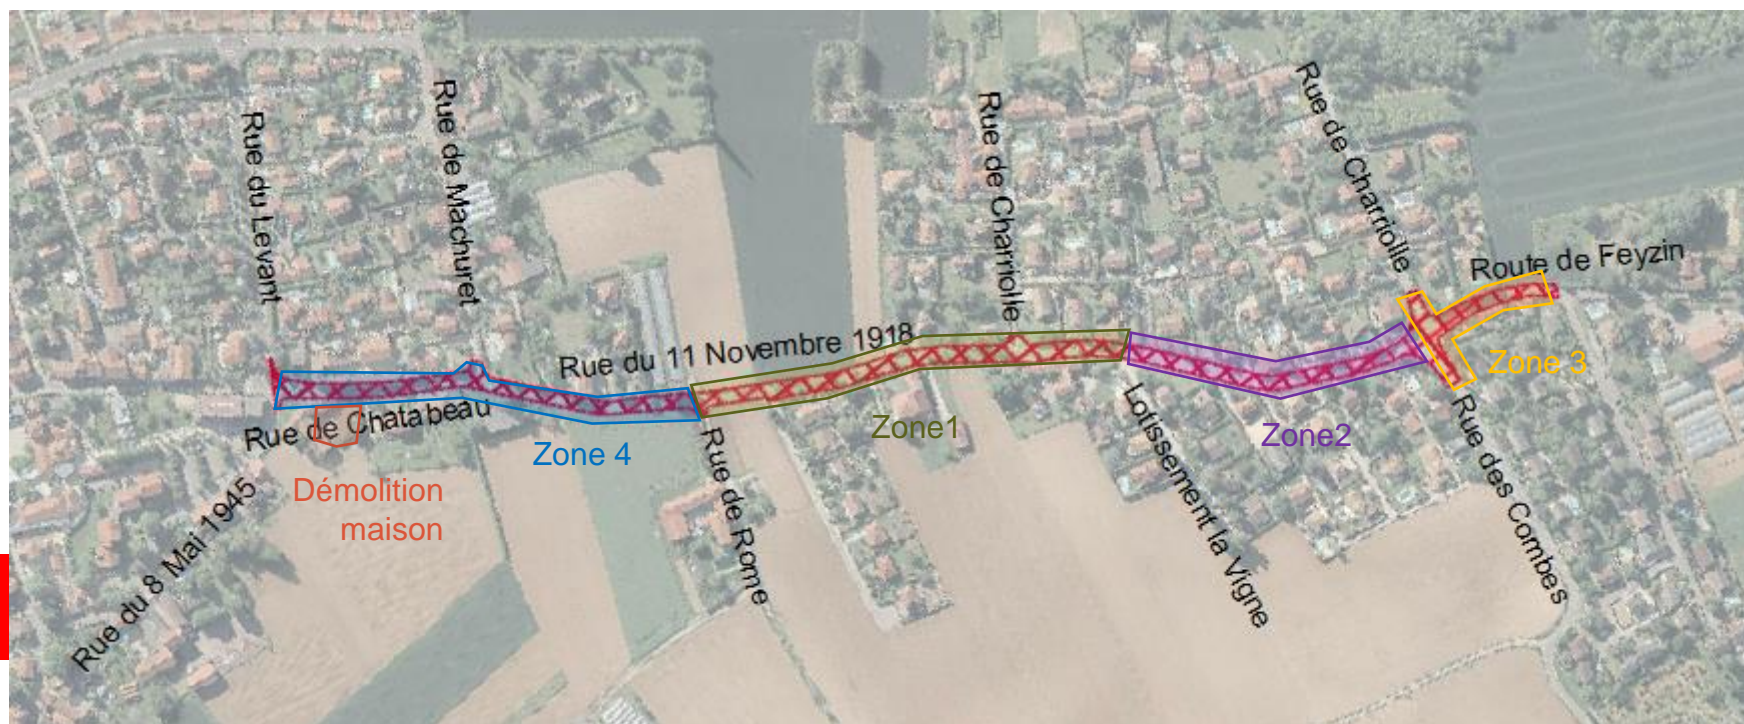 Rue du Levant
Rue de Machuret
Rue de Charriolle
Rue de Charriolle
Route de Feyzin
Rue du 11 Novembre 1918
Rue de Chatabeau
Zone 4
Zone1
Zone2
Zone 3
Démolition
maison
Rue du 8 Mai 1945
Rue de Rome
Lotissement la Vigne
Rue des Combes